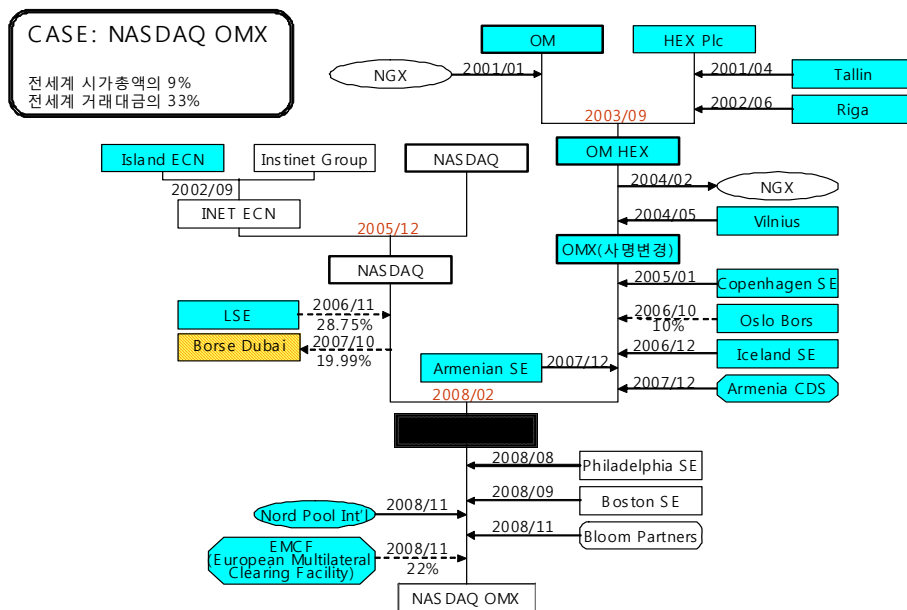 CASE: NASDAQ OMX
전세계 시가총액의 9%
전세계 거래대금의 33%
OM
HEX Plc
NGX
2001/01
2001/04
Tallin
2002/06
Riga
2003/09
Island ECN
Instinet Group
NASDAQ
OM HEX
2002/09
2004/02
NGX
INET ECN
2004/05
Vilnius
2005/12
OMX(사명변경)
NASDAQ
2005/01
Copenhagen SE
LSE
2006/11
28.75%
2006/10
10%
Oslo Bors
Borse Dubai
2007/10
19.99%
2006/12
Iceland SE
Armenian SE
2007/12
2007/12
Armenia CDS
2008/02
2008/08
Philadelphia SE
2008/09
Boston SE
Nord Pool Int'l
2008/11
2008/11
Bloom Partners
EMCF
(European Multilateral
Clearing Facility)
2008/11
22%
NASDAQ OMX